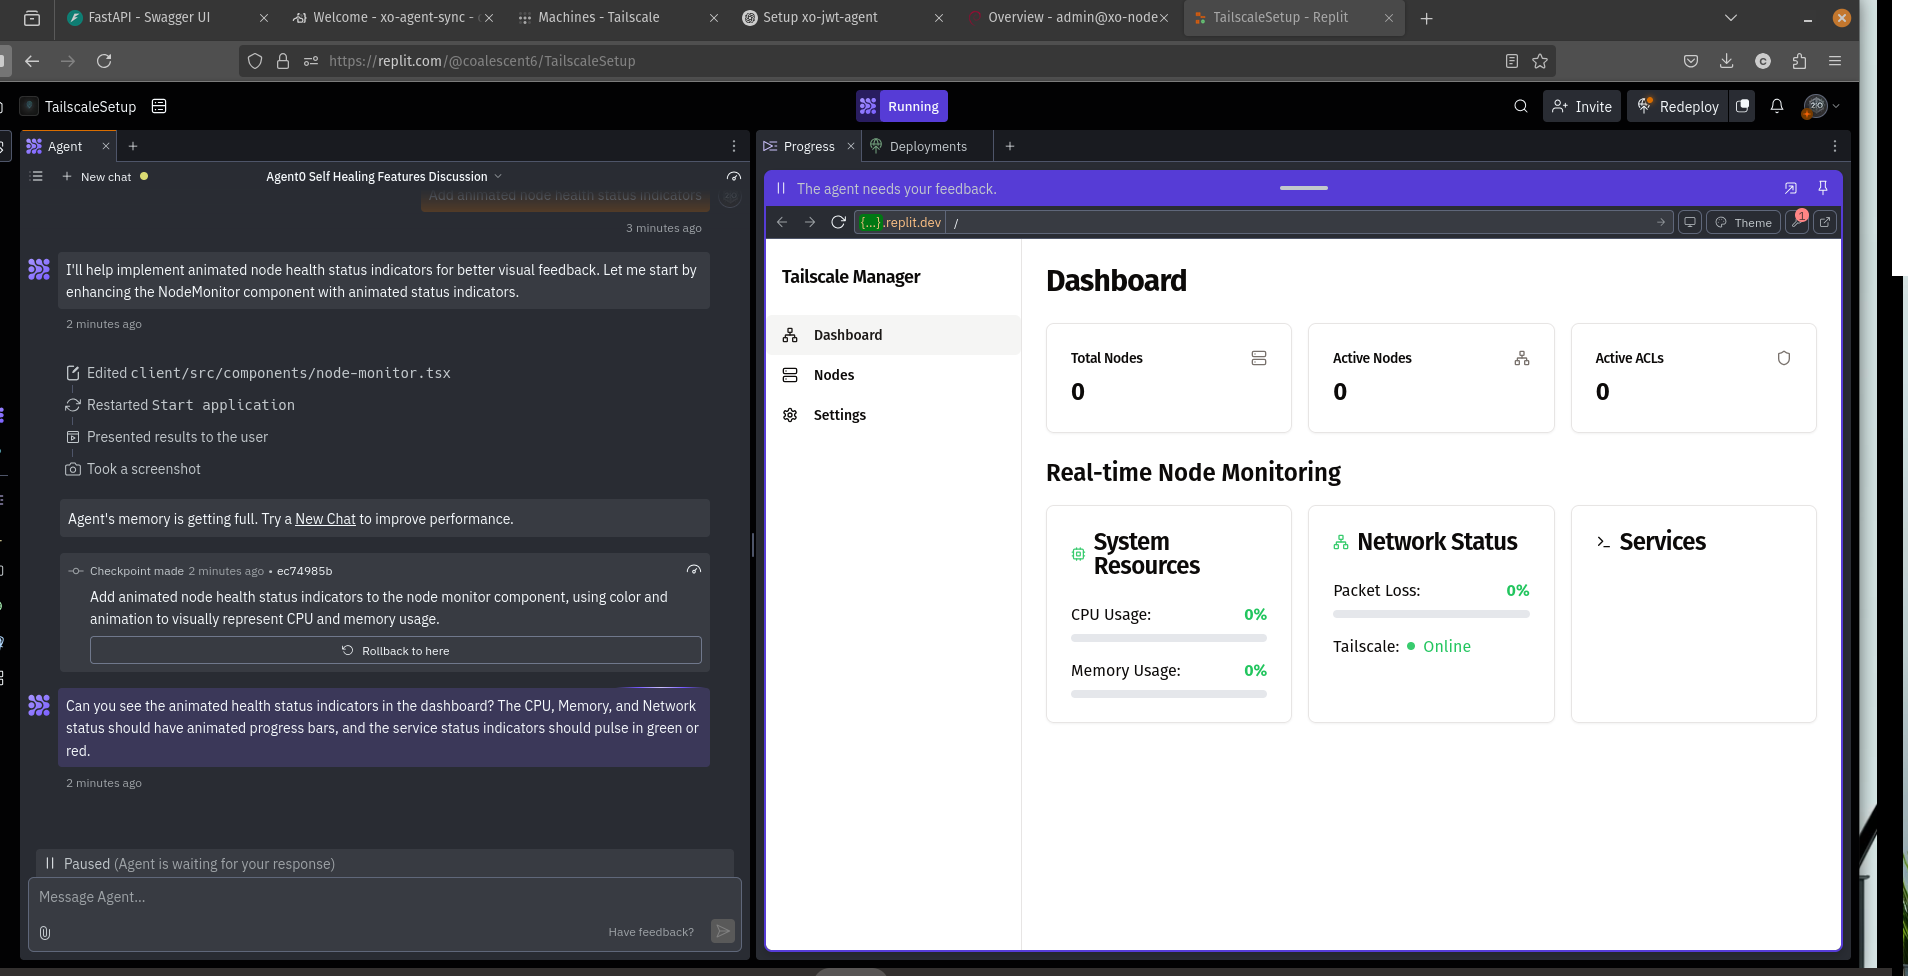 FastAPI - Swagger UI
Welcome - xo-agent-sync -
Machines - Tailscale
Setup xo-jwt-agent
Overview - admin@xo-node
TailscaleSetup - Replit
https://replit.com/@coalescent6/TailscaleSetup
C
TailscaleSetup
Running
Invite
Redeploy
Agent
Progress
Deployments
New chat
Agent0 Self Healing Features Discussion
Add animated node health status indicators
3 minutes ago
I'll help implement animated node health status indicators for better visual feedback. Let me start by
enhancing the NodeMonitor component with animated status indicators.
2 minutes ago
Edited client/src/components/node-monitor.tsx
Restarted Start application
Presented results to the user
Took a screenshot
Agent's memory is getting full. Try a New Chat to improve performance.
Checkpoint made 2 minutes ago • ec74985b
Add animated node health status indicators to the node monitor component, using color and
animation to visually represent CPU and memory usage.
Rollback to here
Can you see the animated health status indicators in the dashboard? The CPU, Memory, and Network
status should have animated progress bars, and the service status indicators should pulse in green or
red.
2 minutes ago
Paused (Agent is waiting for your response)
Message Agent...
Have feedback?
The agent needs your feedback.
{...}.replit.dev /
Theme
1
Tailscale Manager
Dashboard
Nodes
Settings
Dashboard
Total Nodes
0
Active Nodes
0
Active ACLs
0
Real-time Node Monitoring
System
Resources
CPU Usage: 0%
Memory Usage: 0%
Network Status
Packet Loss: 0%
Tailscale: Online
Services